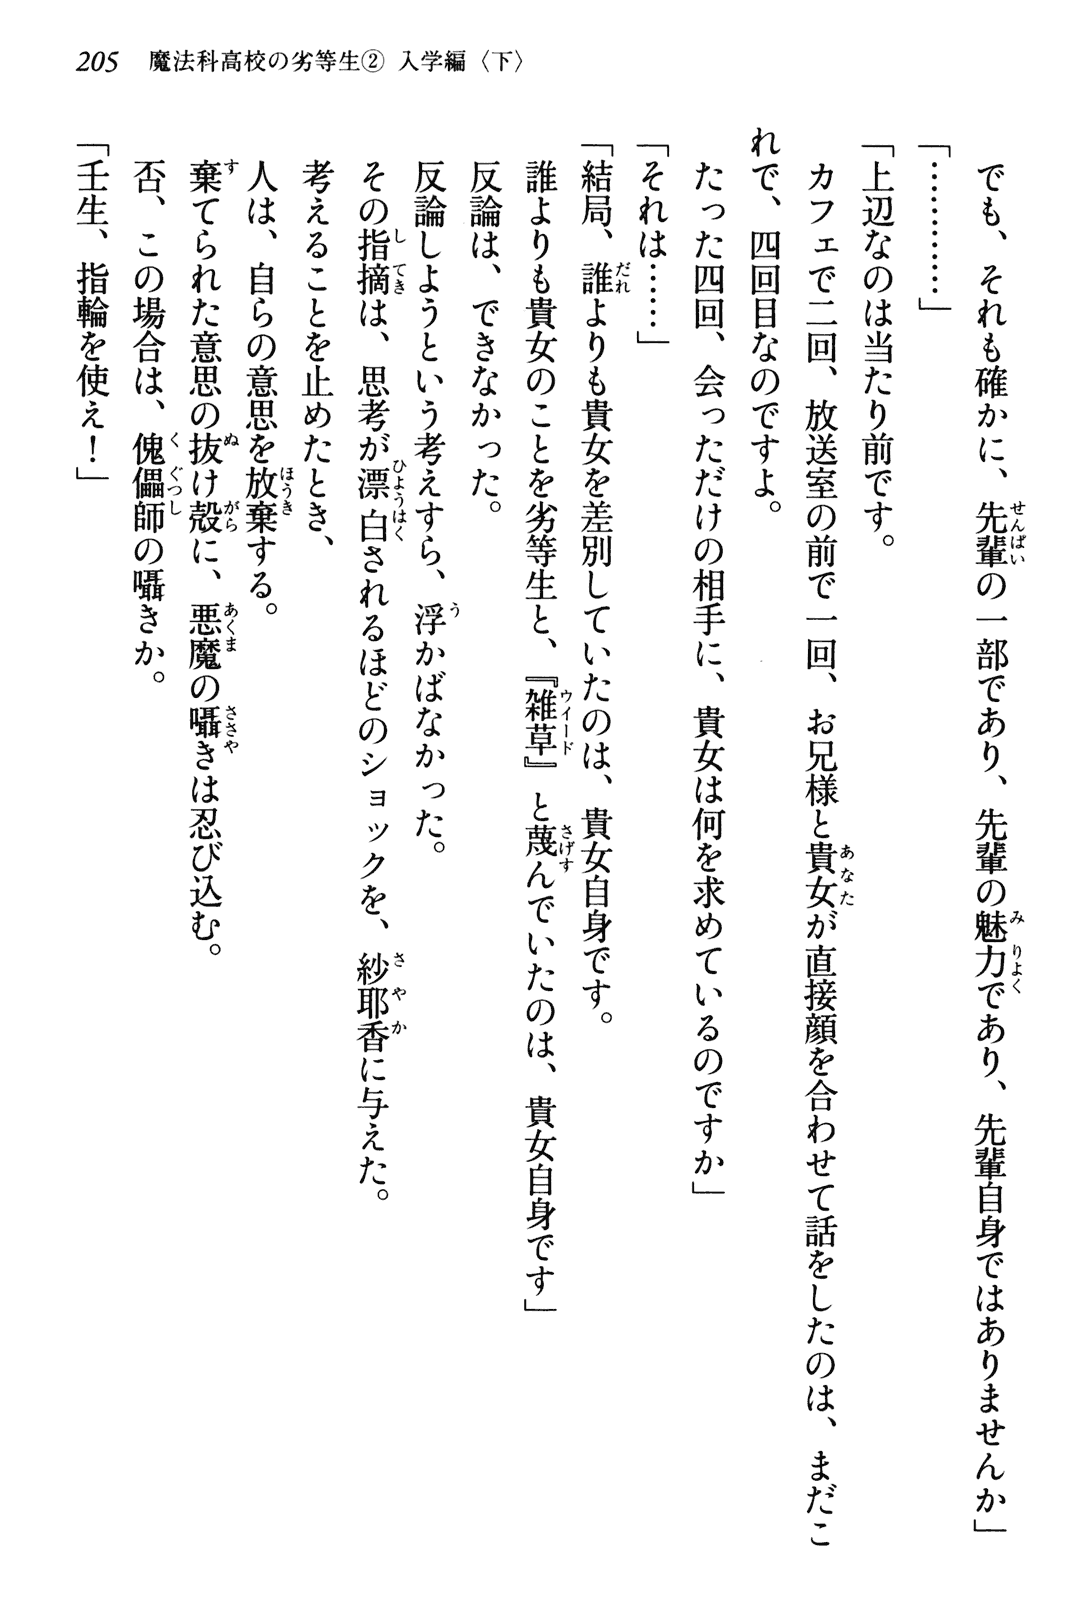 205　魔法科高校の劣等生② 入学編〈下〉
でも、それも確かに、先輩の一部であり、先輩の魅力であり、先輩自身ではありませんか」
「…………」
「上辺なのは当たり前です。
カフェで二回、放送室の前で一回、お兄様と貴女が直接顔を合わせて話をしたのは、まだこ
れで、四回目なのですよ。
たった四回、会っただけの相手に、貴女は何を求めているのですか」
「それは……」
「結局、誰よりも貴女を差別していたのは、貴女自身です。
誰よりも貴女のことを劣等生と、『雑草』と蔑んでいたのは、貴女自身です」
反論は、できなかった。
反論しようという考えすら、浮かばなかった。
その指摘は、思考が漂白されるほどのショックを、紗耶香に与えた。
考えることを止めたとき、
人は、自らの意思を放棄する。
棄てられた意思の抜け殻に、悪魔の囁きは忍び込む。
否、この場合は、傀儡師の囁きか。
「壬生、指輪を使え！」